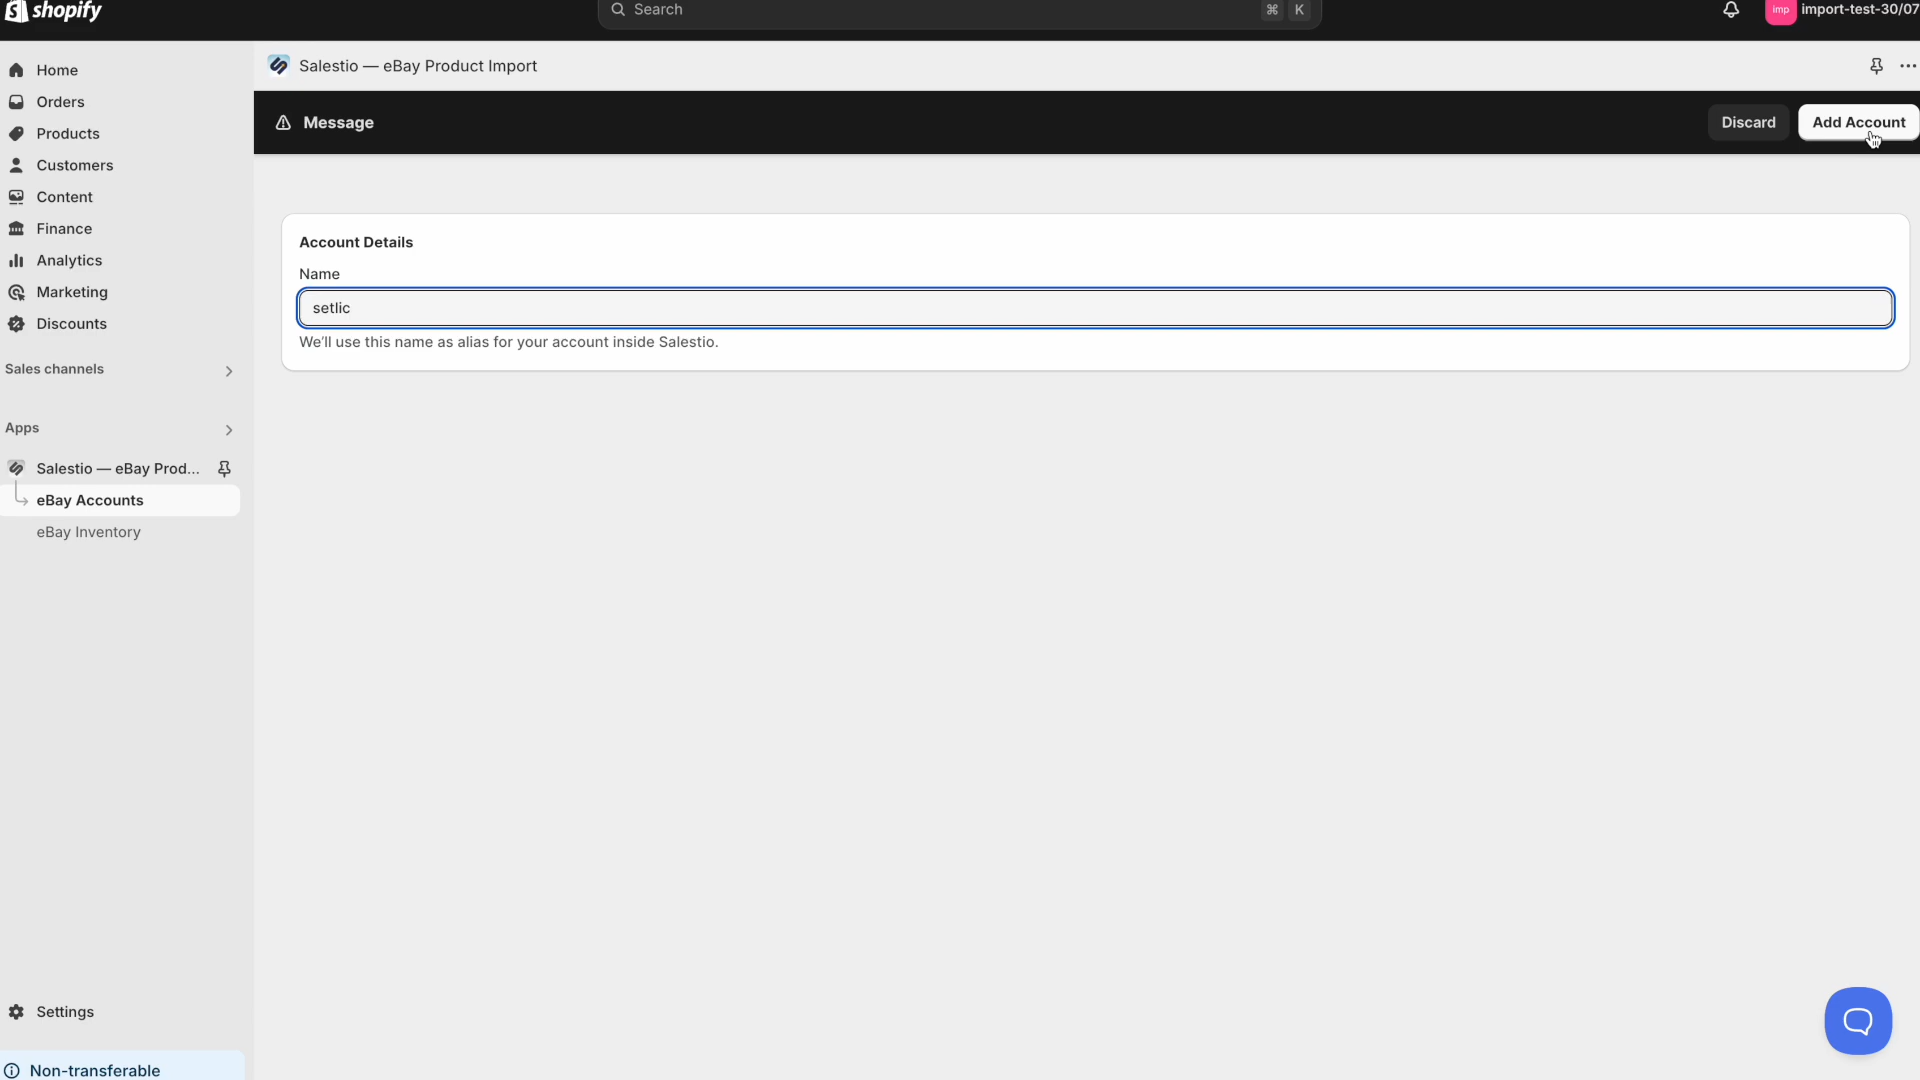 shopify
Search
⌘ K
imp
import-test-30/07
Home
Orders
Products
Customers
Content
Finance
Analytics
Marketing
Discounts
Sales channels
Apps
Salestio — eBay Prod...
eBay Accounts
eBay Inventory
Settings
Non-transferable
Salestio — eBay Product Import
Message
Discard
Add Account
Account Details
Name
setlic
We'll use this name as alias for your account inside Salestio.